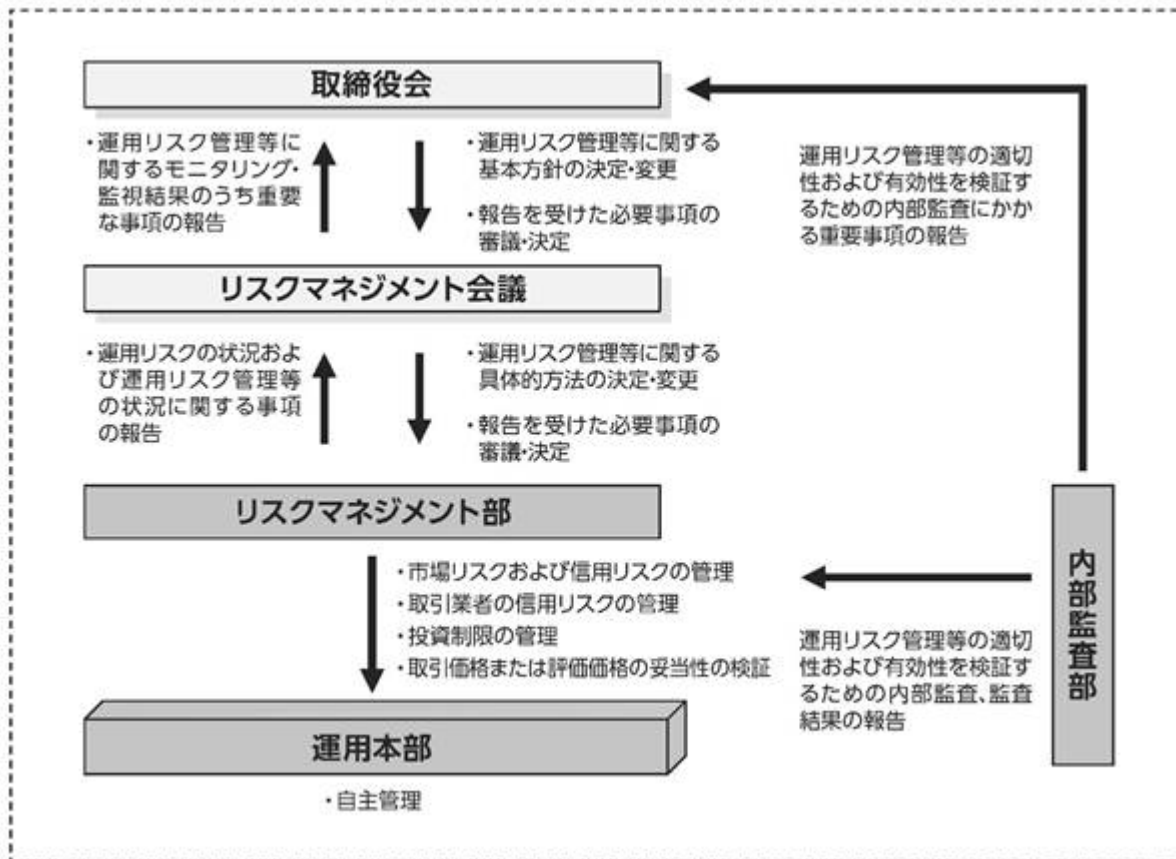 取締役会
・運用リスク管理等に
関するモニタリング・
監視結果のうち重要
な事項の報告
・運用リスク管理等に関する
基本方針の決定・変更
・報告を受けた必要事項の
審議・決定
運用リスク管理等の適切
性および有効性を検証す
るための内部監査にかか
る重要事項の報告
リスクマネジメント会議
・運用リスクの状況およ
び運用リスク管理等
の状況に関する事項
の報告
・運用リスク管理等に関する
具体的方法の決定・変更
・報告を受けた必要事項の
審議・決定
リスクマネジメント部
・市場リスクおよび信用リスクの管理
・取引業者の信用リスクの管理
・投資制限の管理
・取引価格または評価価格の妥当性の検証
運用リスク管理等の適切
性および有効性を検証す
るための内部監査、監査
結果の報告
内部監査部
運用本部
・自主管理